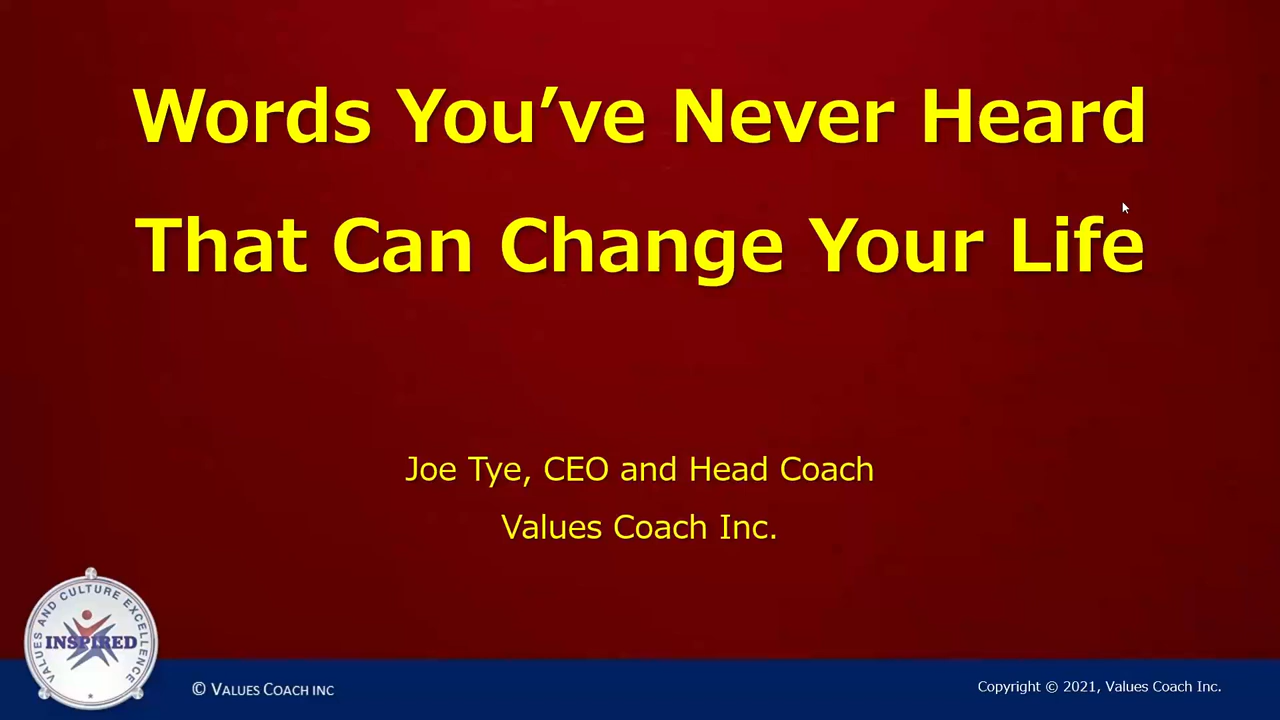 Words You’ve Never Heard
That Can Change Your Life
Joe Tye, CEO and Head Coach
Values Coach Inc.
VALUES AND CULTURE EXCELLENCE
INSPIRED
© VALUES COACH INC
Copyright © 2021, Values Coach Inc.